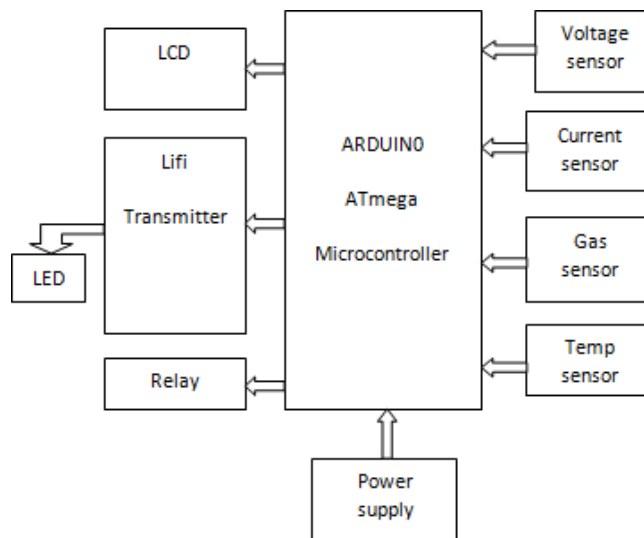 LCD
Lifi
Transmitter
LED
Relay
ARDUIN0
ATmega
Microcontroller
Voltage
sensor
Current
sensor
Gas
sensor
Temp
sensor
Power
supply